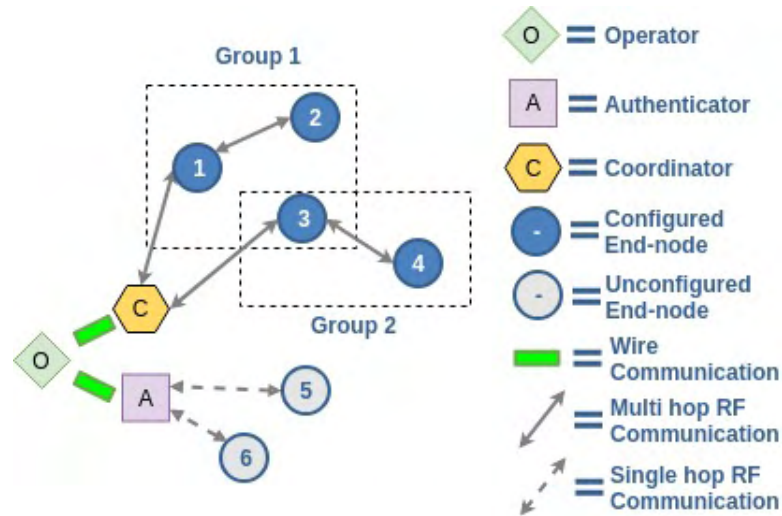 Group 1
2
1
3
4
C
Group 2
O
A
5
6
O = Operator
A = Authenticator
C = Coordinator
- = Configured
End-node
- = Unconfigured
End-node
= Wire
Communication
= Multi hop RF
Communication
= Single hop RF
Communication